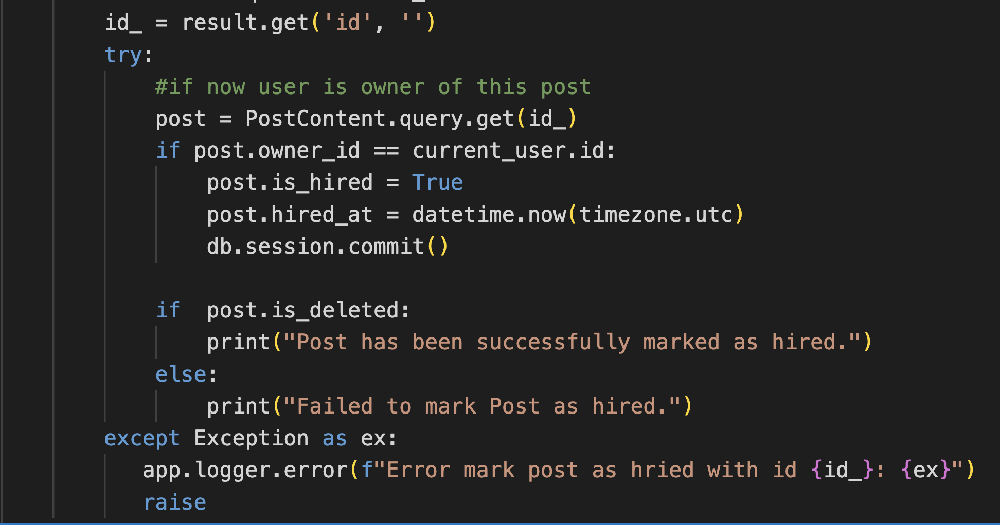 id_ = result.get('id', '')
try:
#if now user is owner of this post
post = PostContent.query.get(id_)
if post.owner_id == current_user.id:
post.is_hired = True
post.hired_at = datetime.now(timezone.utc)
db.session.commit()
if  post.is_deleted:
print("Post has been successfully marked as hired.")
else:
print("Failed to mark Post as hired.")
except Exception as ex:
app.logger.error(f"Error mark post as hried with id {id_}: {ex}")
raise